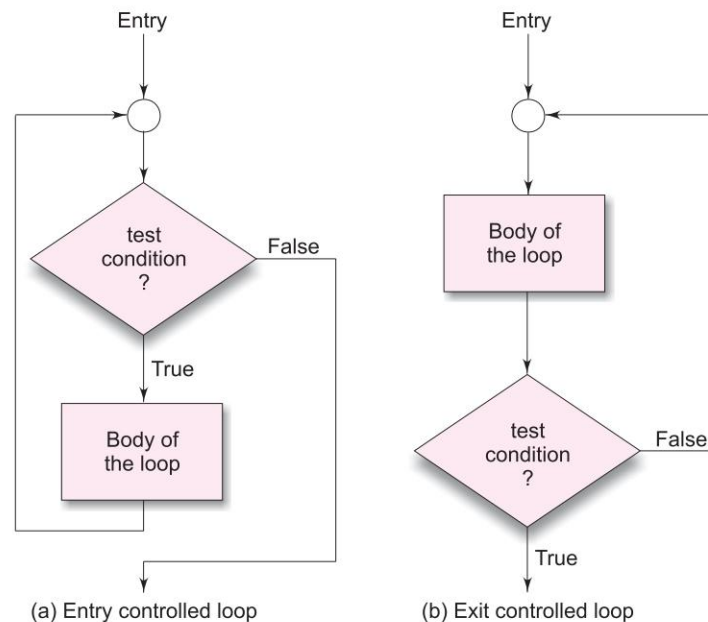 Entry
test
condition
?
False
True
Body of
the loop
(a) Entry controlled loop
Entry
Body of
the loop
test
condition
?
False
True
(b) Exit controlled loop